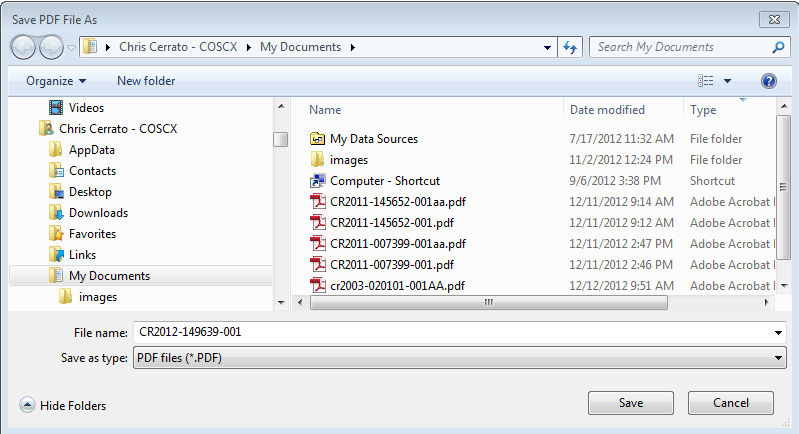 Save PDF File As
Chris Cerrato - COSCX My Documents Search My Documents
Organize New folder
Name Date modified Type
Videos
Chris Cerrato - COSCX
AppData
Contacts
Desktop
Downloads
Favorites
Links
My Documents
images
My Data Sources 7/17/2012 11:32 AM File folder
images 11/2/2012 12:24 PM File folder
Computer - Shortcut 9/6/2012 3:38 PM Shortcut
CR2011-145652-001aa.pdf 12/11/2012 9:14 AM Adobe Acrobat
CR2011-145652-001.pdf 12/11/2012 9:12 AM Adobe Acrobat
CR2011-007399-001aa.pdf 12/11/2012 2:47 PM Adobe Acrobat
CR2011-007399-001.pdf 12/11/2012 2:46 PM Adobe Acrobat
cr2003-020101-001AA.pdf 12/12/2012 9:51 AM Adobe Acrobat
File name: CR2012-149639-001
Save as type: PDF files (*.PDF)
Hide Folders Save Cancel